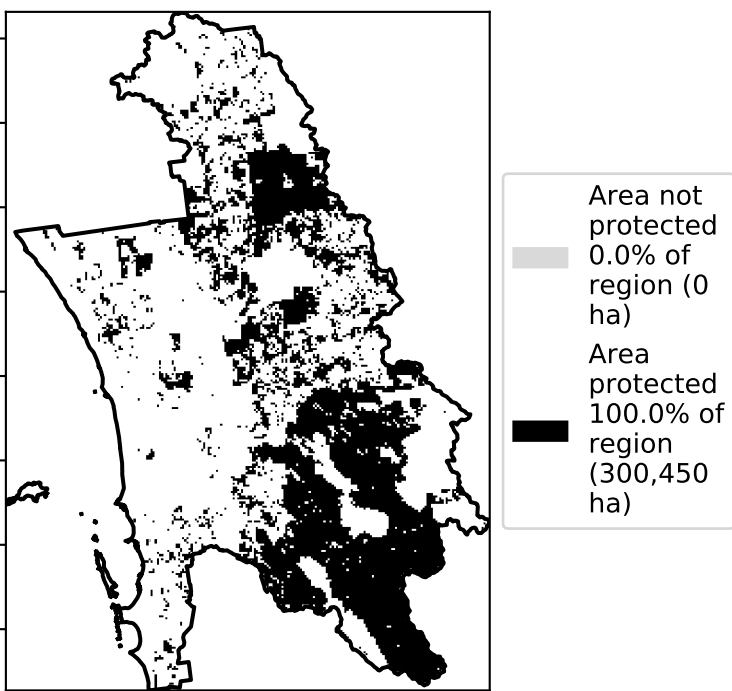 Area not
protected
0.0% of
region (0
ha)
Area
protected
100.0% of
region
(300,450
ha)